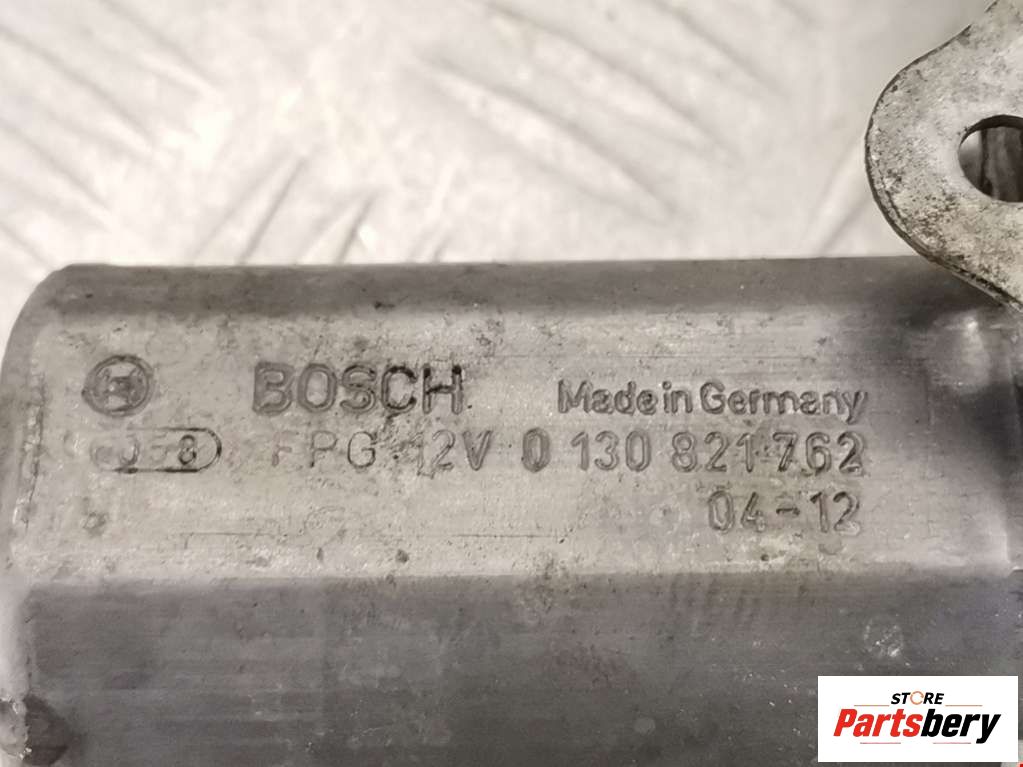 BOSCH Made in Germany
FPG 12V 0 130 821 762
04-12
STORE
Partsbery